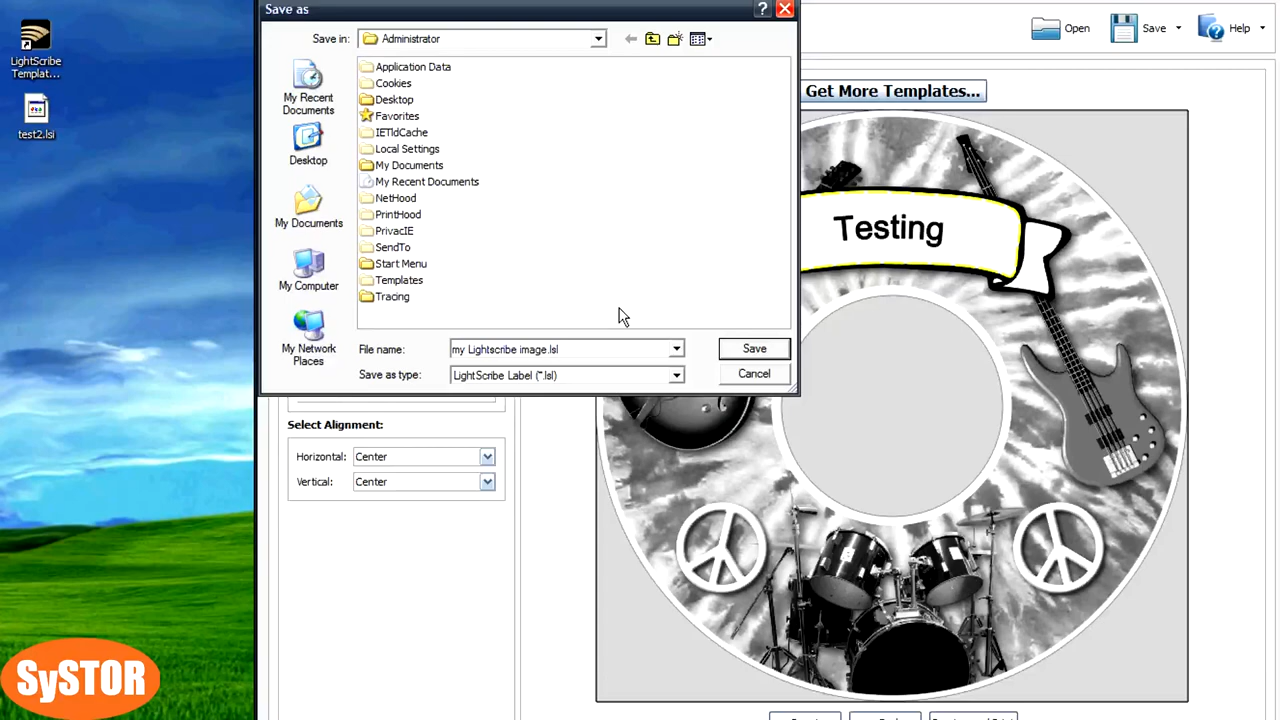 LightScribe
Templat...
test2.lsi
Save as
Save in: Administrator
My Recent
Documents
Desktop
My Documents
My Computer
My Network
Places
Application Data
Cookies
Desktop
Favorites
IETldCache
Local Settings
My Documents
My Recent Documents
NetHood
PrintHood
PrivacIE
SendTo
Start Menu
Templates
Tracing
File name: my Lightscribe image.lsl
Save
Save as type: LightScribe Label (*.lsl)
Cancel
Open
Save
Help
Get More Templates...
Testing
Select Alignment:
Horizontal: Center
Vertical: Center
SySTOR